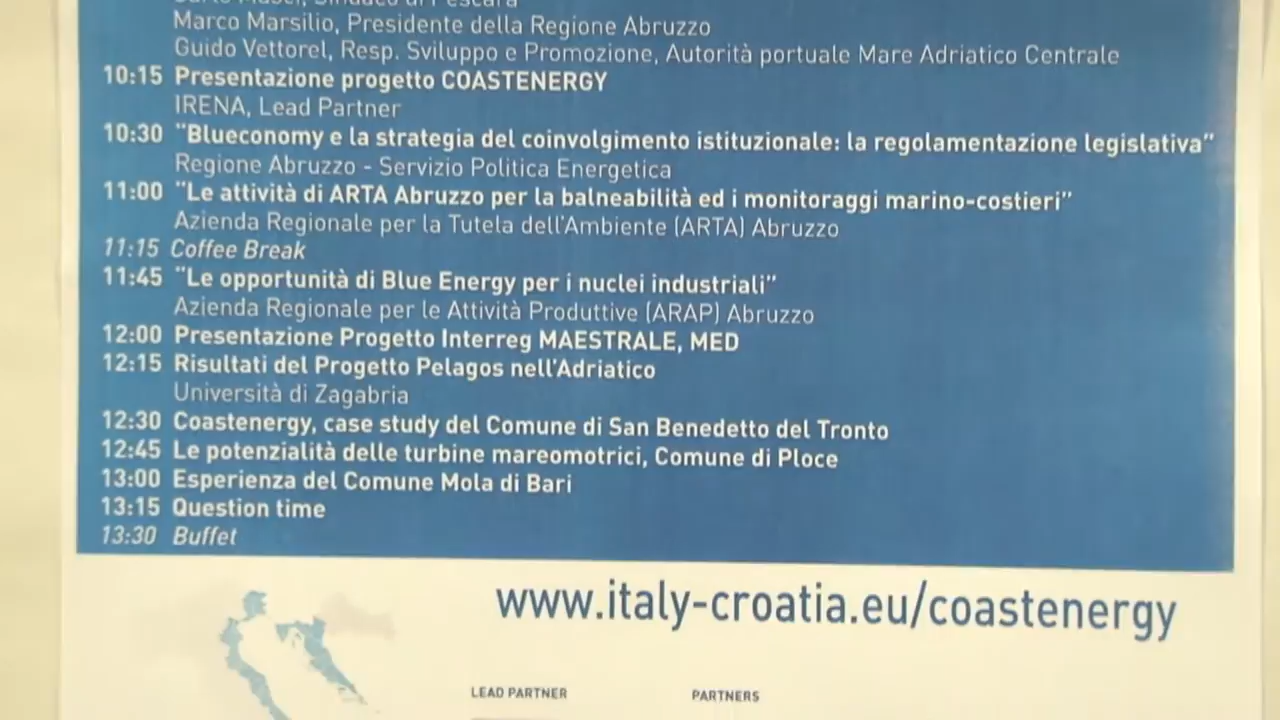 Sindaco di Pescara
Marco Marsilio, Presidente della Regione Abruzzo
Guido Vettorel, Resp. Sviluppo e Promozione, Autorità portuale Mare Adriatico Centrale
10:15 Presentazione progetto COASTENERGY
IRENA, Lead Partner
10:30 "Blueconomy e la strategia del coinvolgimento istituzionale: la regolamentazione legislativa"
Regione Abruzzo - Servizio Politica Energetica
11:00 "Le attività di ARTA Abruzzo per la balneabilità ed i monitoraggi marino-costieri"
Azienda Regionale per la Tutela dell'Ambiente (ARTA) Abruzzo
11:15 Coffee Break
11:45 "Le opportunità di Blue Energy per i nuclei industriali"
Azienda Regionale per le Attività Produttive (ARAP) Abruzzo
12:00 Presentazione Progetto Interreg MAESTRALE, MED
12:15 Risultati del Progetto Pelagos nell'Adriatico
Università di Zagabria
12:30 Coastenergy, case study del Comune di San Benedetto del Tronto
12:45 Le potenzialità delle turbine mareomotrici, Comune di Ploce
13:00 Esperienza del Comune Mola di Bari
13:15 Question time
13:30 Buffet
www.italy-croatia.eu/coastenergy
LEAD PARTNER
PARTNERS